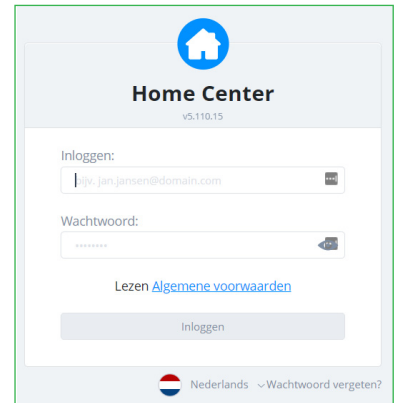 Home Center
v5.110.15
Inloggen:
bijv. jan.jansen@domain.com
Wachtwoord:
Lezen Algemene voorwaarden
Inloggen
Nederlands Wachtwoord vergeten?